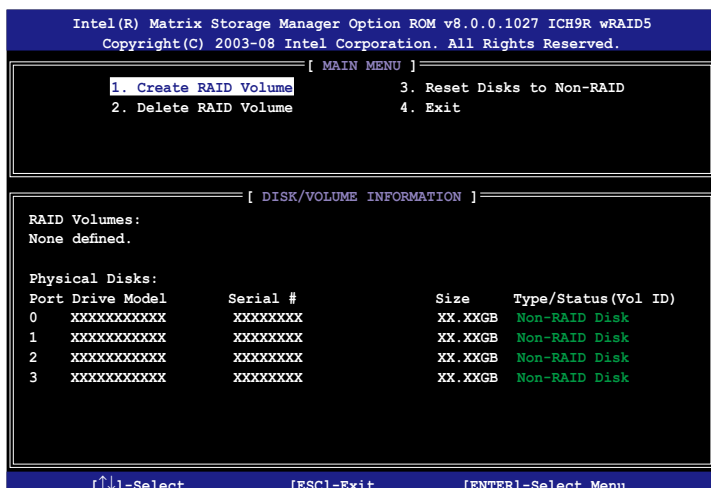 Intel(R) Matrix Storage Manager Option ROM v8.0.0.1027 ICH9R wRAID5
Copyright(C) 2003-08 Intel Corporation. All Rights Reserved.
[ MAIN MENU ]
1. Create RAID Volume 3. Reset Disks to Non-RAID
2. Delete RAID Volume 4. Exit
[ DISK/VOLUME INFORMATION ]
RAID Volumes:
None defined.
Physical Disks:
Port Drive Model Serial # Size Type/Status(Vol ID)
0 XXXXXXXXXXX XXXXXXXX XX.XXGB Non-RAID Disk
1 XXXXXXXXXXX XXXXXXXX XX.XXGB Non-RAID Disk
2 XXXXXXXXXXX XXXXXXXX XX.XXGB Non-RAID Disk
3 XXXXXXXXXXX XXXXXXXX XX.XXGB Non-RAID Disk
[↑↓]-Select [ESC]-Exit [ENTER]-Select Menu